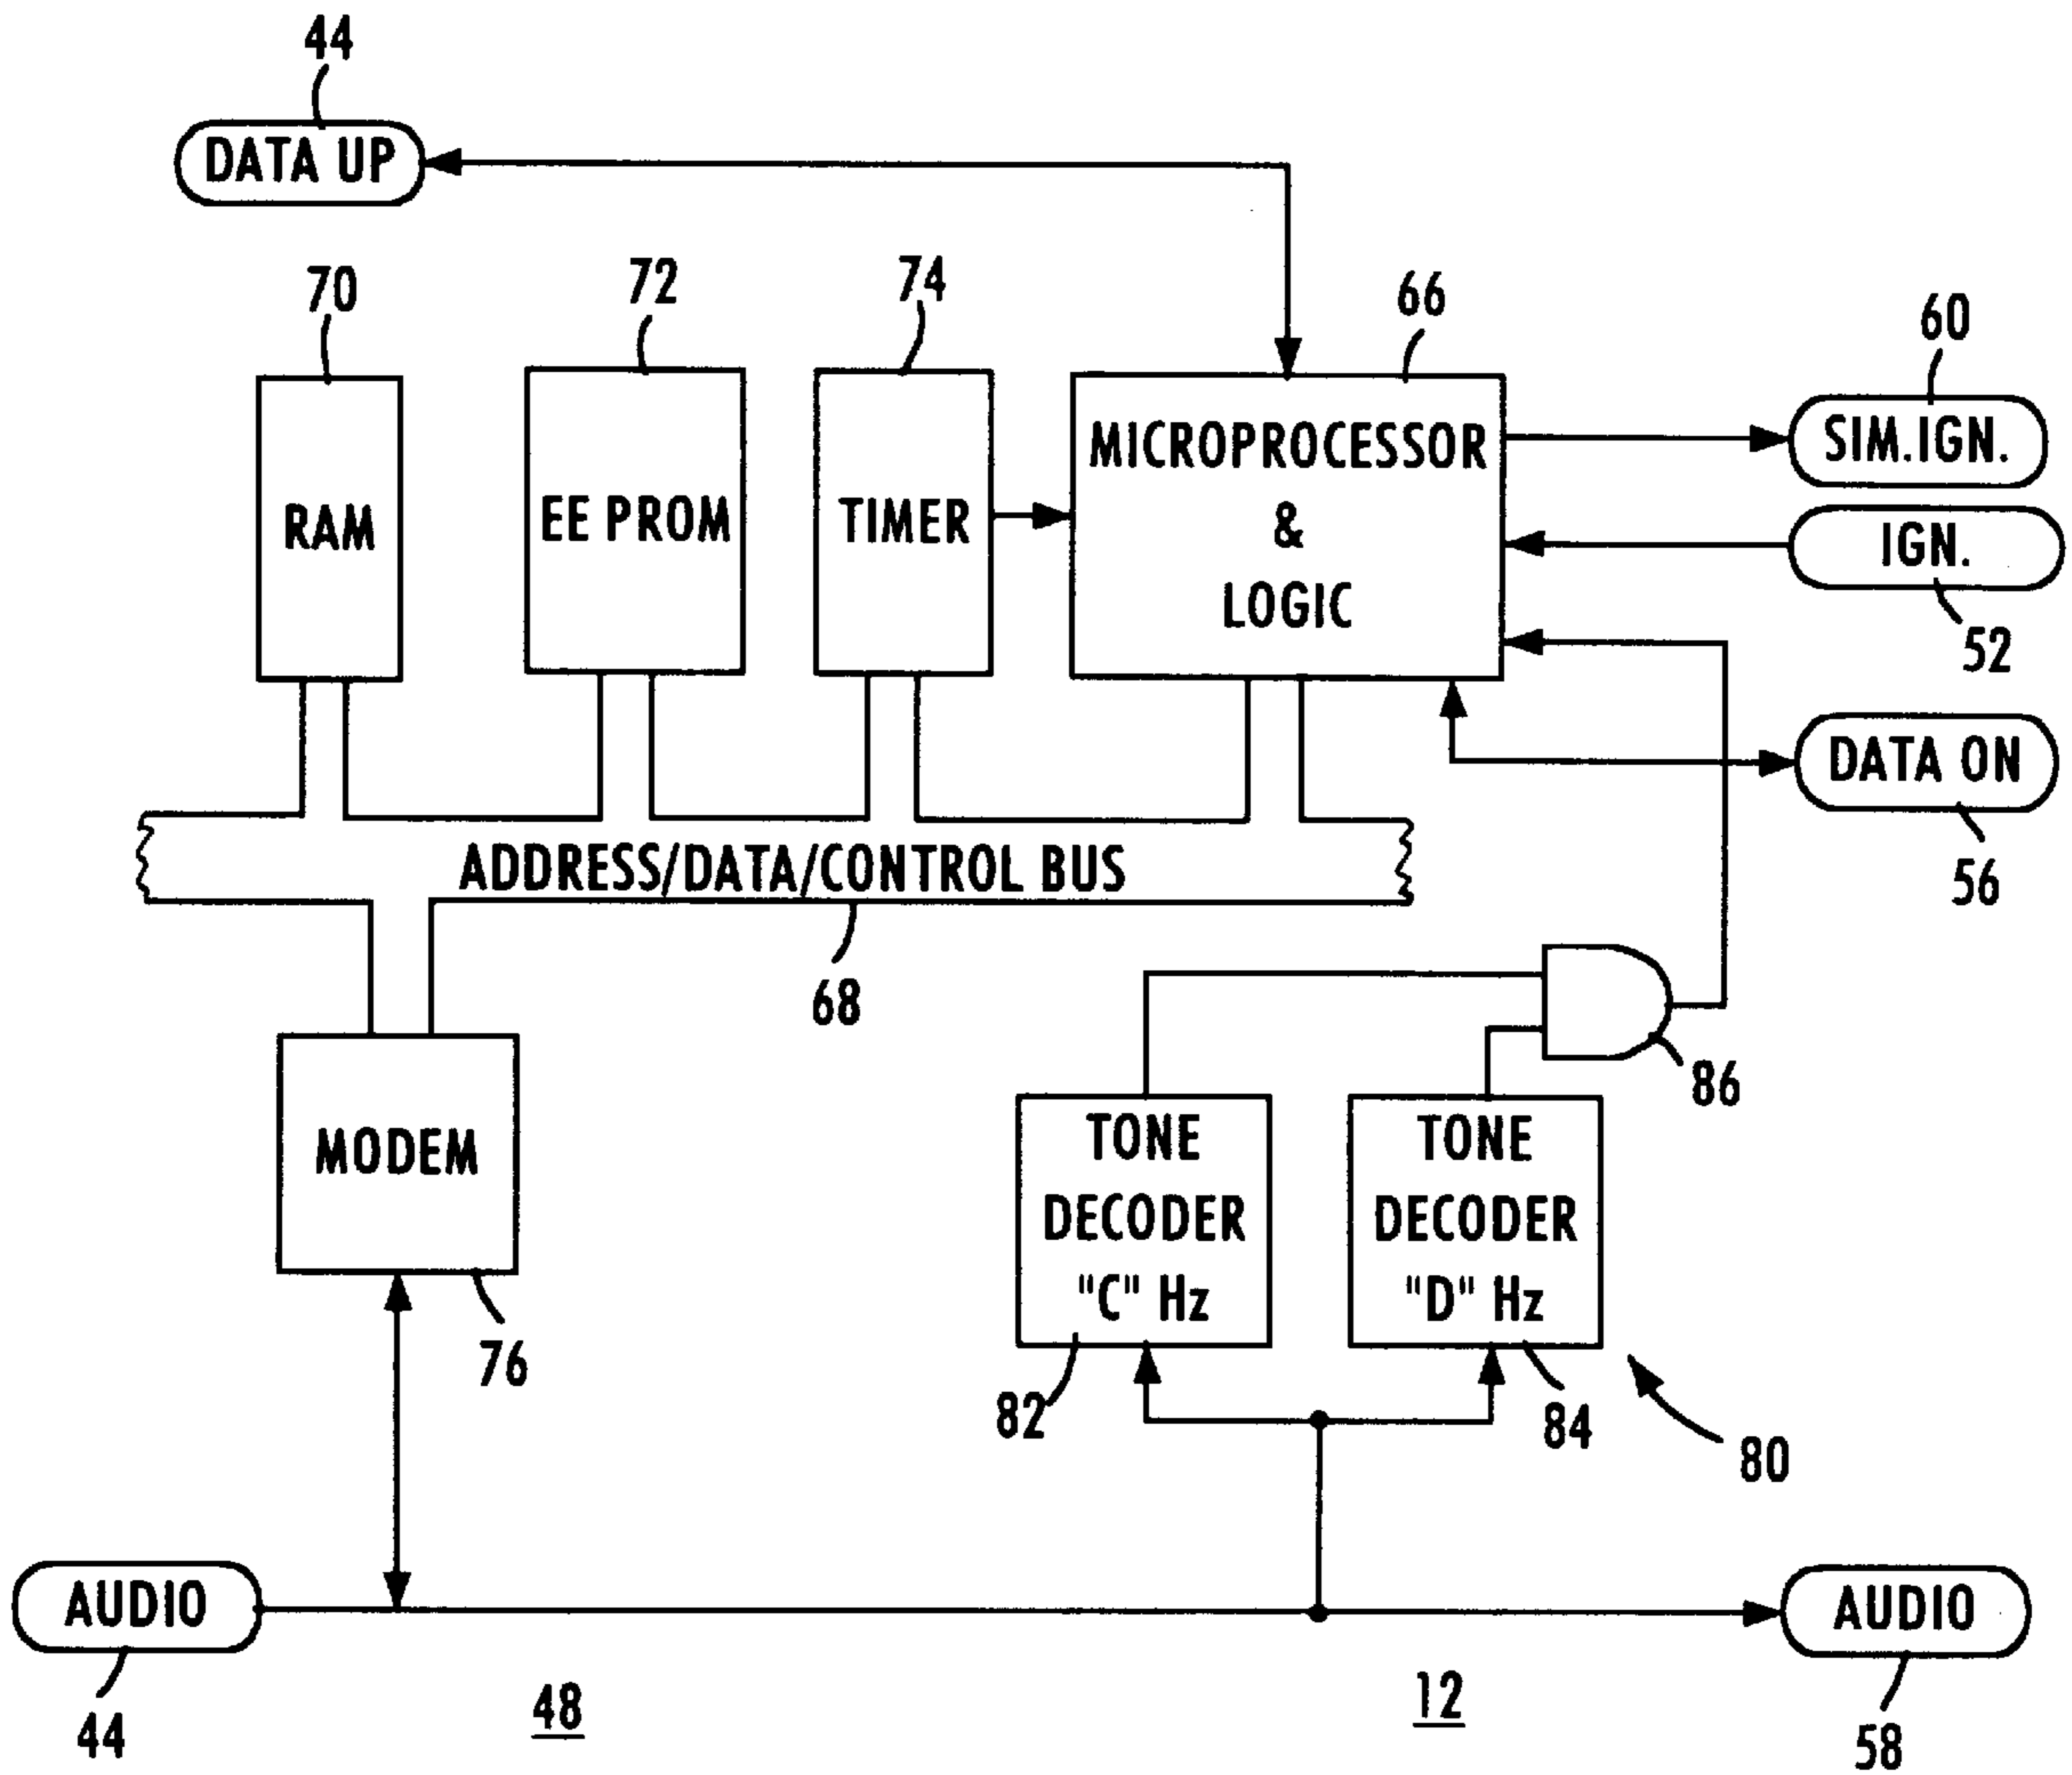 44
DATA UP
70
72
74
66
60
RAM
EE PROM
TIMER
MICROPROCESSOR
&
LOGIC
SIM.IGN.
IGN.
52
DATA ON
56
ADDRESS/DATA/CONTROL BUS
68
86
MODEM
76
TONE
DECODER
"C" Hz
82
TONE
DECODER
"D" Hz
84
80
AUDIO
44
48
12
AUDIO
58